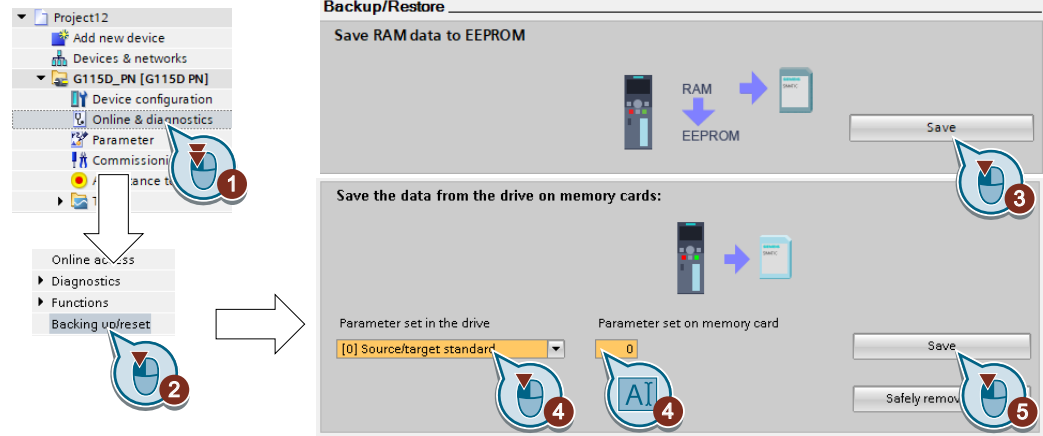 Project12
Add new device
Devices & networks
G115D_PN [G115D PN]
Device configuration
Online & diagnostics
Parameter
1
Online
Diagnostics
Functions
Backing up/reset
2
Backup/Restore
Save RAM data to EEPROM
RAM
EEPROM
SIMATIC
Save
3
Save the data from the drive on memory cards:
SIMATIC
Parameter set in the drive
Parameter set on memory card
[0] Source/target standard
0
Save
4
AI
4
5
Safely